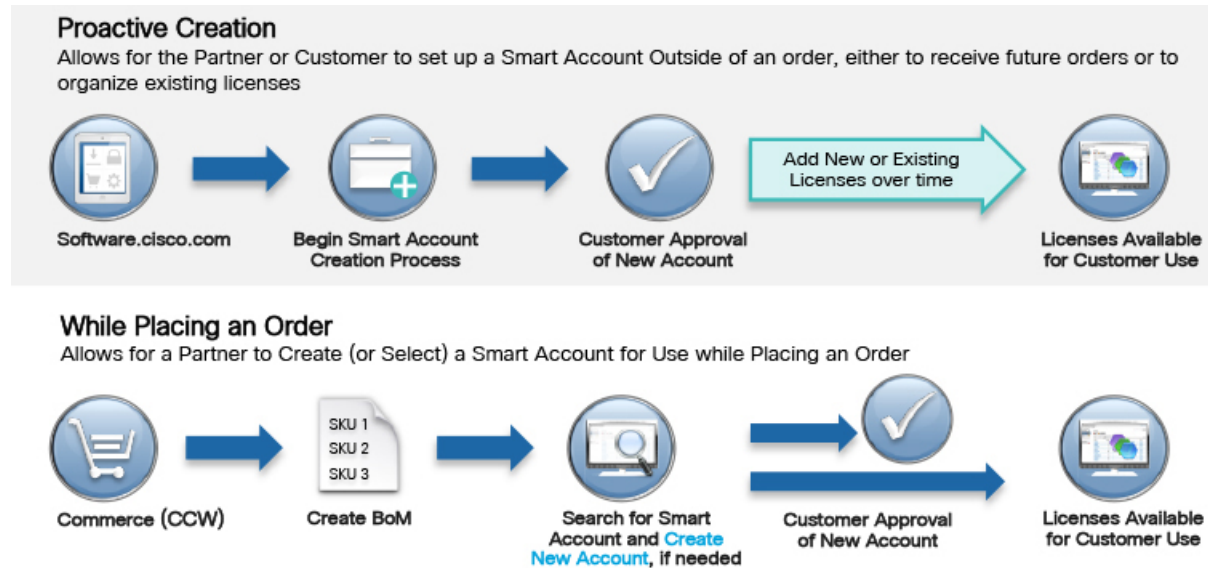 Proactive Creation
Allows for the Partner or Customer to set up a Smart Account Outside of an order, either to receive future orders or to
organize existing licenses
Software.cisco.com
Begin Smart Account
Creation Process
Customer Approval
of New Account
Add New or Existing
Licenses over time
Licenses Available
for Customer Use
While Placing an Order
Allows for a Partner to Create (or Select) a Smart Account for Use while Placing an Order
Commerce (CCW)
SKU 1
SKU 2
SKU 3
Create BoM
Search for Smart
Account and Create
New Account, if needed
Customer Approval
of New Account
Licenses Available
for Customer Use